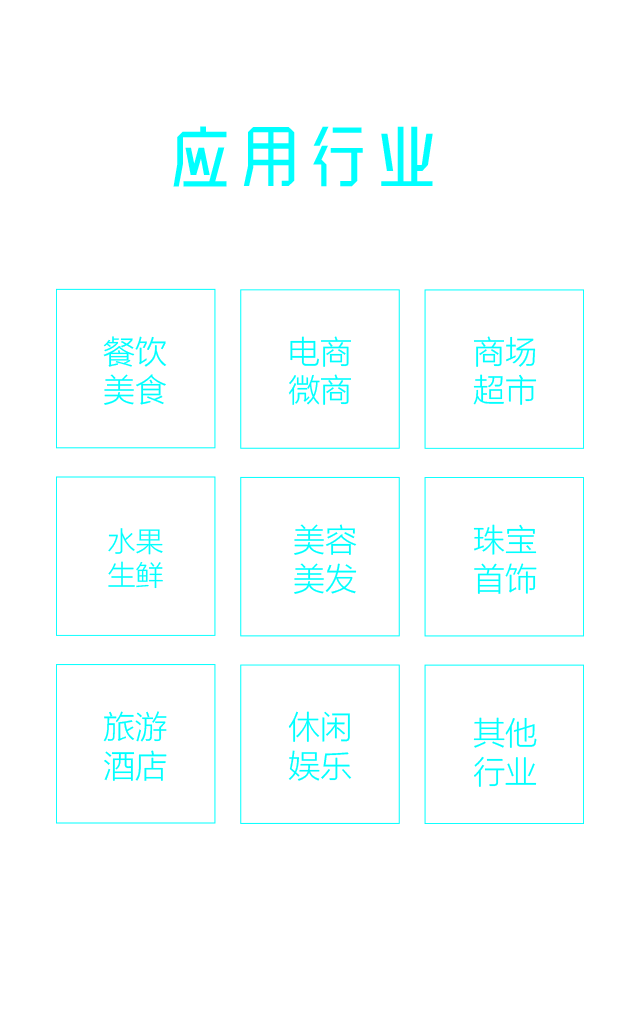 应用行业
餐饮
美食
电商
微商
商场
超市
水果
生鲜
美容
美发
珠宝
首饰
旅游
酒店
休闲
娱乐
其他
行业